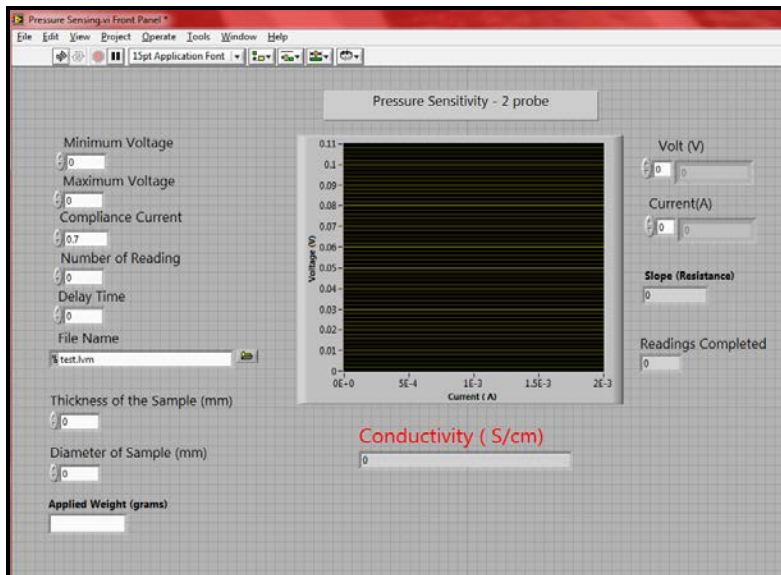 Pressure Sensing.vi Front Panel *
File Edit View Project Operate Tools Window Help
15pt Application Font
Pressure Sensitivity - 2 probe
Minimum Voltage
0
Maximum Voltage
0
Compliance Current
0.7
Number of Reading
0
Delay Time
0
File Name
test.lvm
Thickness of the Sample (mm)
0
Diameter of Sample (mm)
0
Applied Weight (grams)
0.11
0.1
0.09
0.08
0.07
0.06
0.05
0.04
0.03
0.02
0.01
0
Voltage (V)
0E+0 5E-4 1E-3 1.5E-3 2E-3
Current ( A)
Conductivity ( S/cm)
0
Volt (V)
0 0
Current(A)
0 0
Slope (Resistance)
0
Readings Completed
0